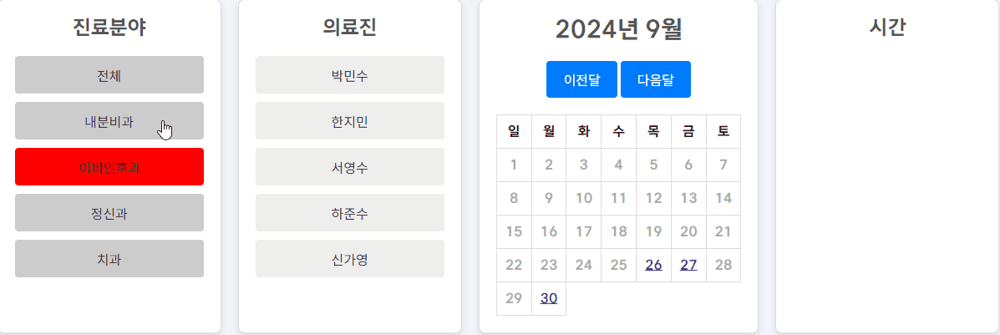 진료분야
전체
내분비과
이비인후과
정신과
치과
의료진
박민수
한지민
서영수
하준수
신가영
2024년 9월
이전달 다음달
일 월 화 수 목 금 토
1 2 3 4 5 6 7
8 9 10 11 12 13 14
15 16 17 18 19 20 21
22 23 24 25 26 27 28
29 30
시간